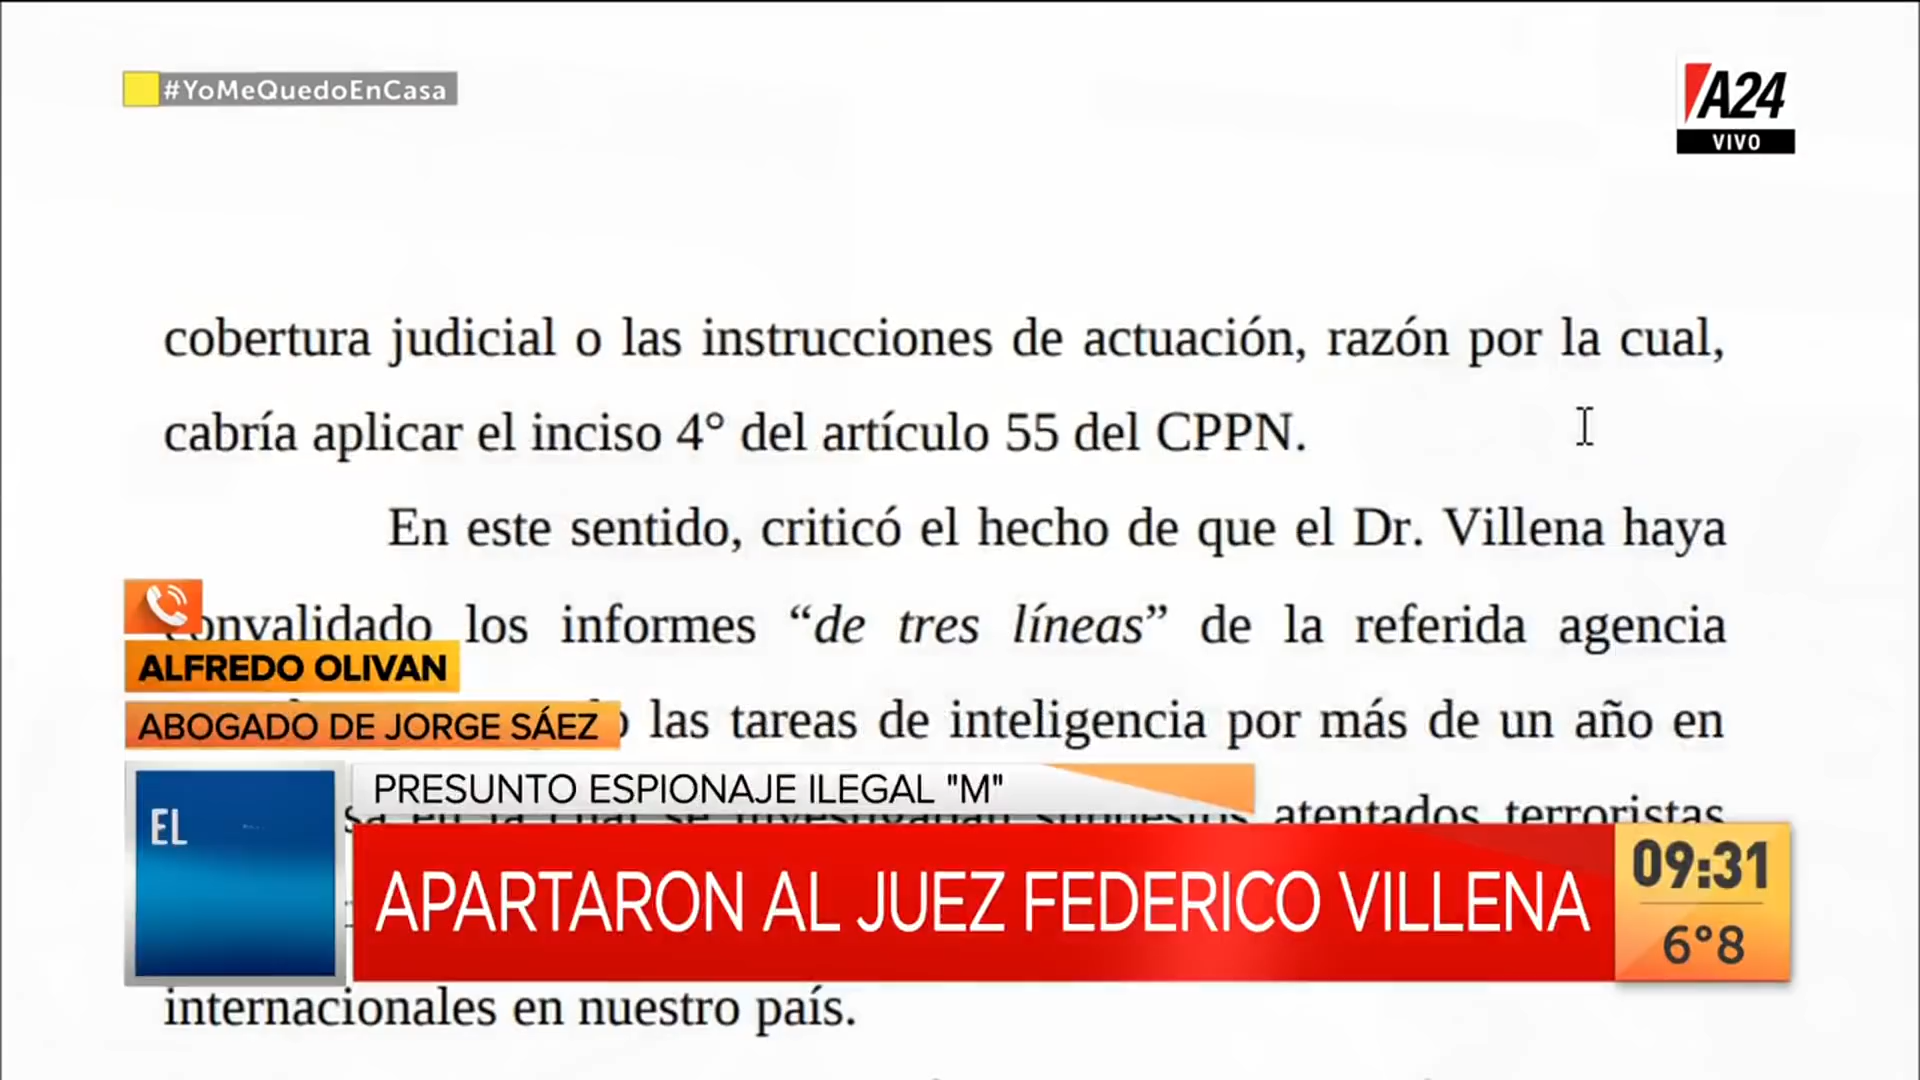 #YoMeQuedoEnCasa
A24
VIVO
cobertura judicial o las instrucciones de actuación, razón por la cual,
cabría aplicar el inciso 4° del artículo 55 del CPPN.
En este sentido, criticó el hecho de que el Dr. Villena haya
convalidado los informes “de tres líneas” de la referida agencia
ALFREDO OLIVAN
ABOGADO DE JORGE SÁEZ
las tareas de inteligencia por más de un año en
PRESUNTO ESPIONAJE ILEGAL "M"
atentados terroristas
EL
APARTARON AL JUEZ FEDERICO VILLENA
09:31
6°8
internacionales en nuestro país.